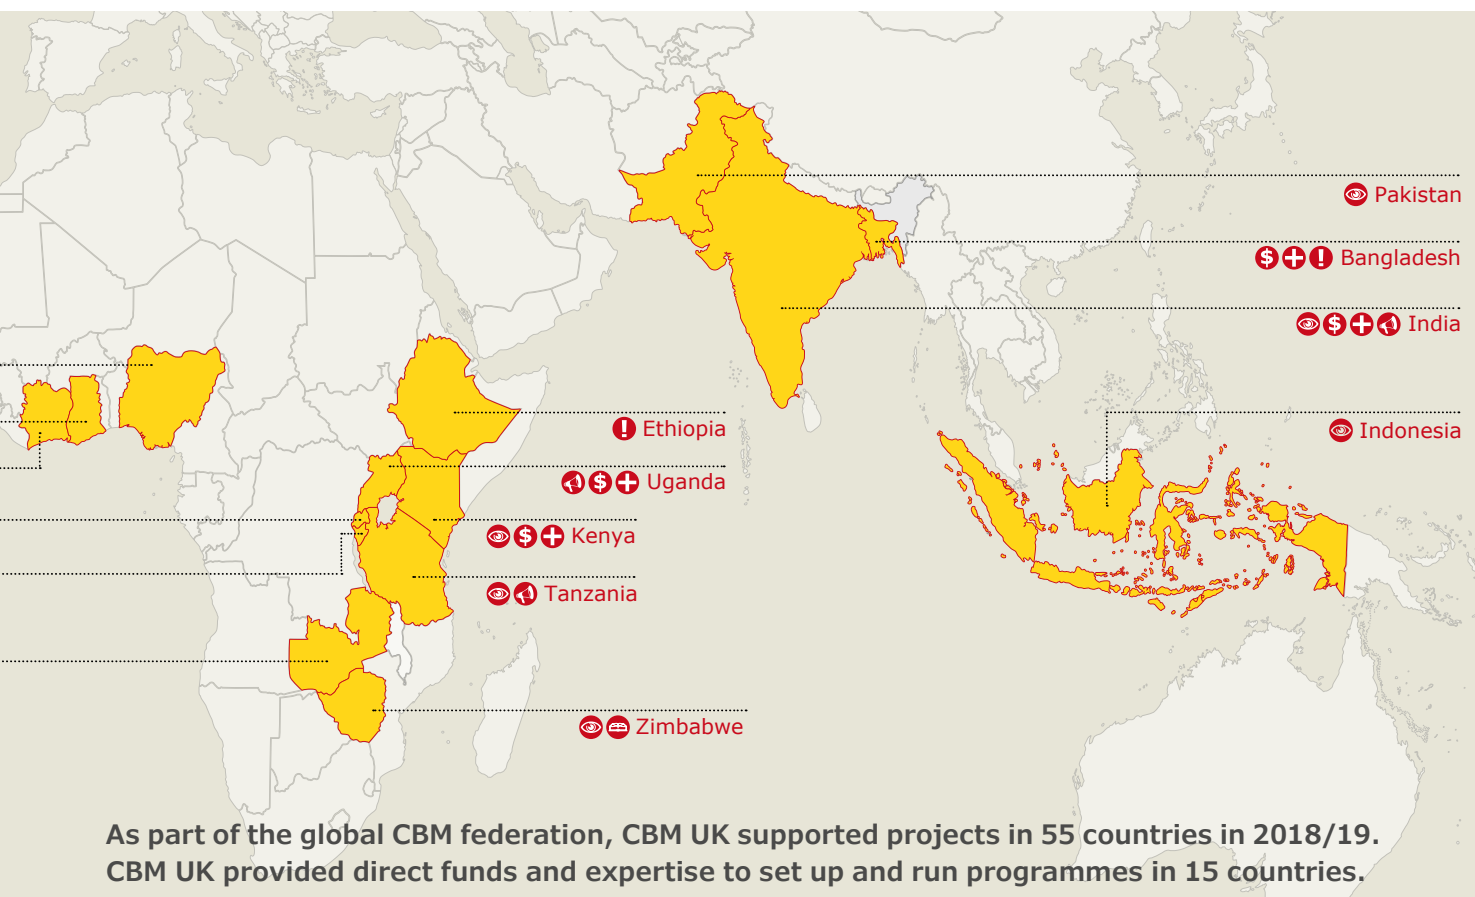 Pakistan
$ Bangladesh
$ India
Ethiopia
Indonesia
$ Uganda
$ Kenya
Tanzania
Zimbabwe
As part of the global CBM federation, CBM UK supported projects in 55 countries in 2018/19.
CBM UK provided direct funds and expertise to set up and run programmes in 15 countries.